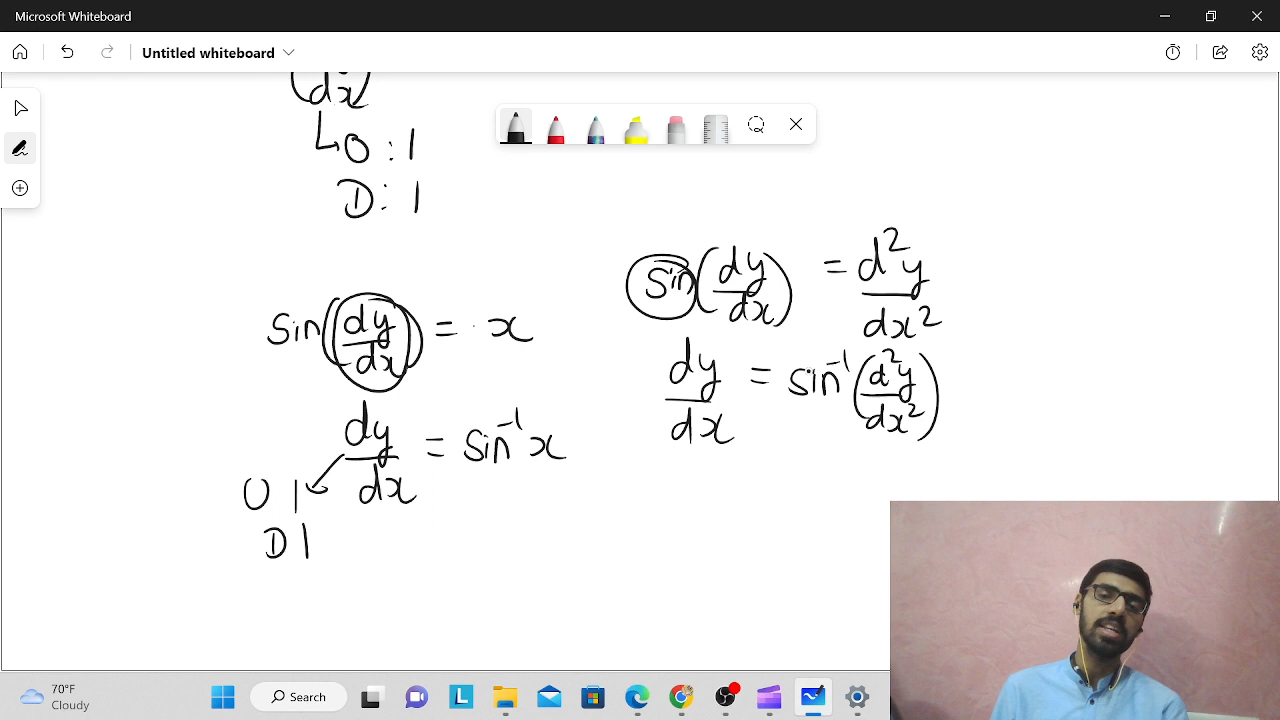 Microsoft Whiteboard
Untitled whiteboard
dx
O : 1
D : 1
sin(dy/dx) = x
dy/dx = sin⁻¹x
O 1
D 1
sin(dy/dx) = d²y/dx²
dy/dx = sin⁻¹(d²y/dx²)
70°F
Cloudy
Search
L